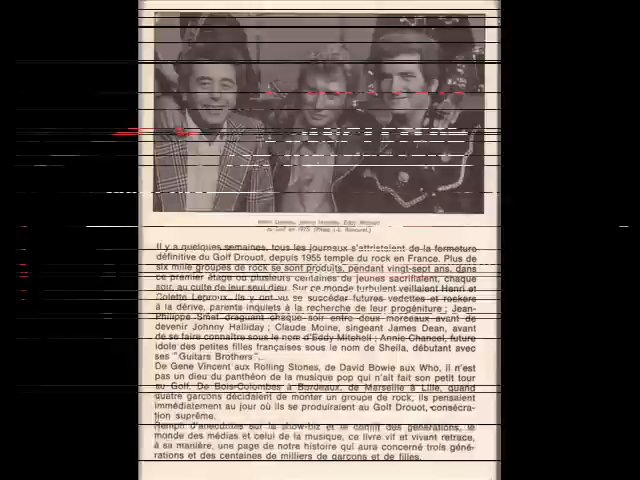 Henri Leproux, Johnny Hallyday, Eddy Mitchell
au Golf en 1975 (Photo
Il y a quelques semaines, tous les journaux s'attristaient de la fermeture
définitive du Golf Drouot, depuis 1955 temple du rock en France. Plus de
six mille groupes de rock se sont produits, pendant vingt-sept ans, dans
ce premier étage où plusieurs centaines de jeunes sacrifiaient, chaque
soir, au culte de leur seul dieu. Sur ce monde turbulent veillaient Henri et
Colette Leproux. Ils y ont vu se succéder futures vedettes et rockers
à la dérive, parents inquiets à la recherche de leur progéniture ; Jean-
Philippe Smet draguant chaque soir entre deux morceaux avant de
devenir Johnny Halliday ; Claude Moine, singeant James Dean, avant
de se faire connaître sous le nom d'Eddy Mitchell ; Annie Chancel, future
idole des petites filles françaises sous le nom de Sheila, débutant avec
ses "Guitars Brothers"...
De Gene Vincent aux Rolling Stones, de David Bowie aux Who, il n'est
pas un dieu du panthéon de la musique pop qui n'ait fait son petit tour
au Golf. De Bois-Colombes à Bordeaux, de Marseille à Lille, quand
quatre garçons décidaient de monter un groupe de rock, ils pensaient
immédiatement au jour où ils se produiraient au Golf Drouot, consécra-
tion suprême.
Rempli d'anecdotes sur le show-biz et le conflit des générations, le
monde des médias et celui de la musique, ce livre vif et vivant retrace,
à sa manière, une page de notre histoire qui aura concerné trois géné-
rations et des centaines de milliers de garçons et de filles.